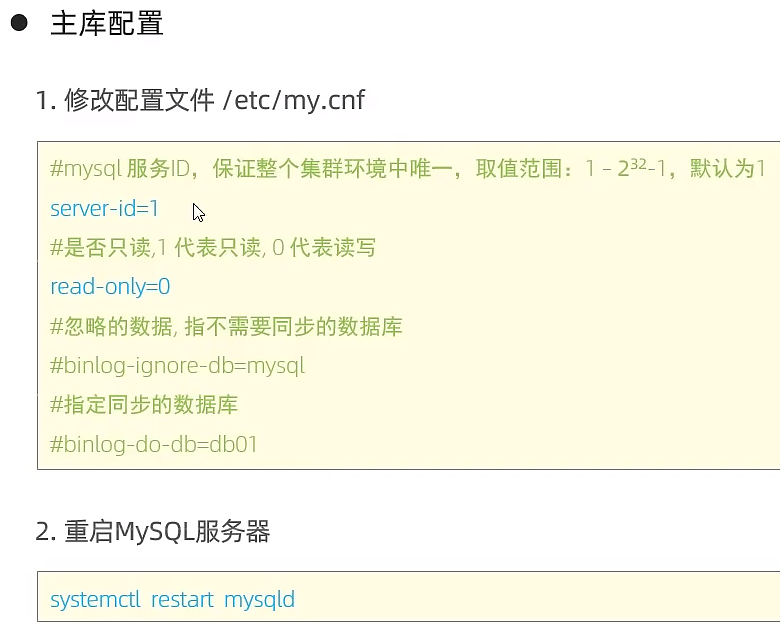 ● 主库配置
1. 修改配置文件 /etc/my.cnf
#mysql 服务ID，保证整个集群环境中唯一，取值范围：1 – 2³²-1，默认为1
server-id=1
#是否只读,1 代表只读, 0 代表读写
read-only=0
#忽略的数据, 指不需要同步的数据库
#binlog-ignore-db=mysql
#指定同步的数据库
#binlog-do-db=db01
2. 重启MySQL服务器
systemctl restart mysqld